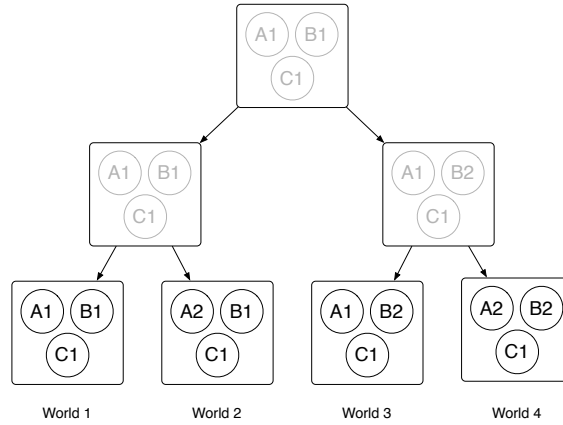 A1 B1
C1
A1 B1
C1
A1 B2
C1
A1 B1
C1
A2 B1
C1
A1 B2
C1
A2 B2
C1
World 1
World 2
World 3
World 4